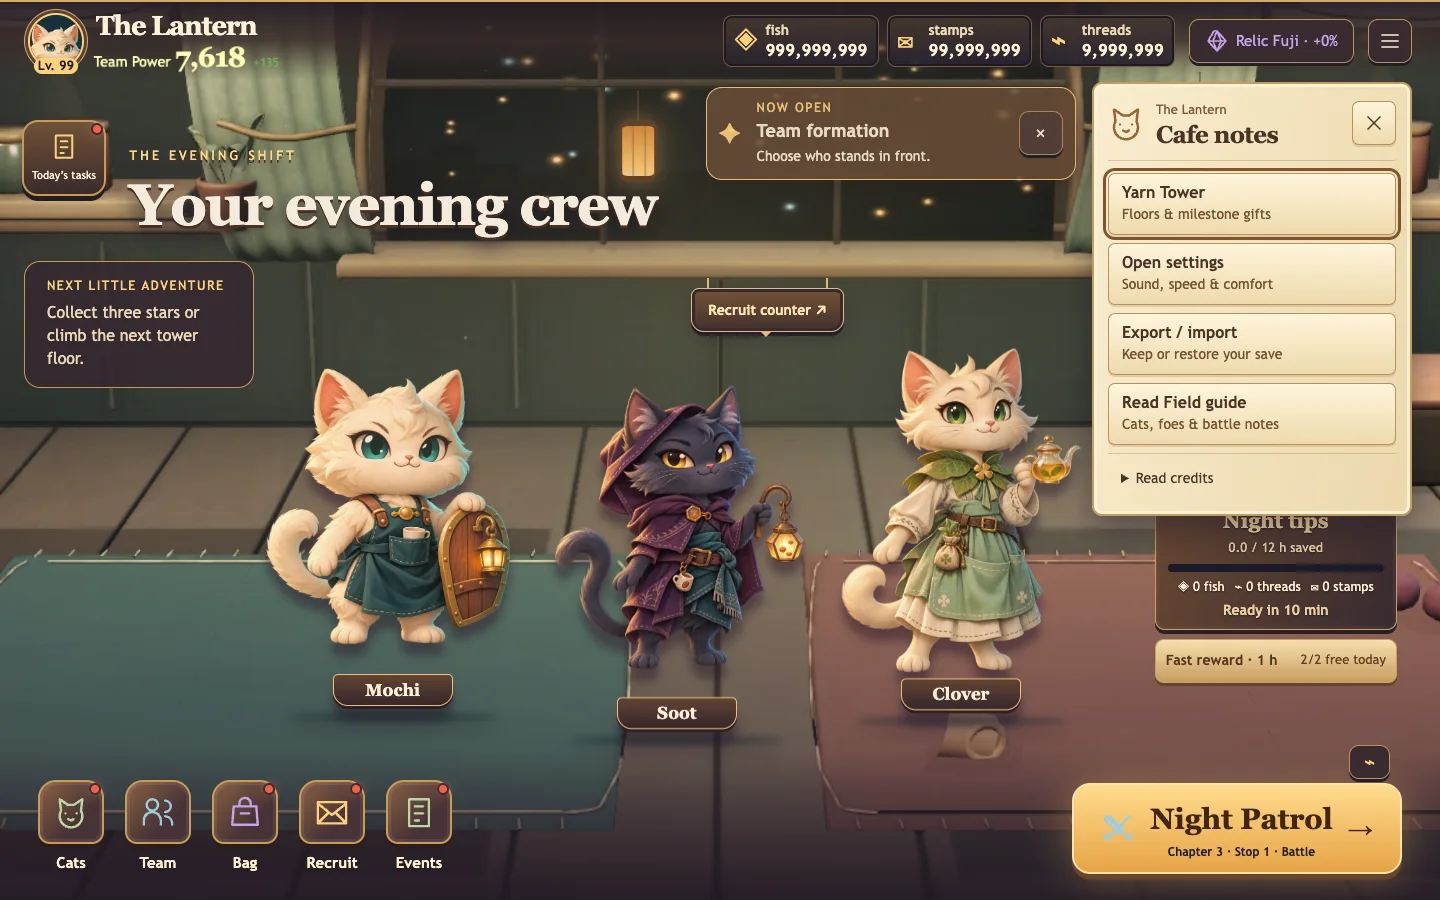 The Lantern
Lv. 99
Team Power 7,618 +135
fish
999,999,999
stamps
99,999,999
threads
9,999,999
Relic Fuji · +0%
Today's tasks
THE EVENING SHIFT
Your evening crew
NOW OPEN
Team formation
Choose who stands in front.
×
The Lantern
Cafe notes
Yarn Tower
Floors & milestone gifts
Open settings
Sound, speed & comfort
Export / import
Keep or restore your save
Read Field guide
Cats, foes & battle notes
▶ Read credits
NEXT LITTLE ADVENTURE
Collect three stars or
climb the next tower
floor.
Recruit counter ↗
Night tips
0.0 / 12 h saved
0 fish 0 threads 0 stamps
Ready in 10 min
Fast reward · 1 h 2/2 free today
Mochi
Soot
Clover
Cats
Team
Bag
Recruit
Events
Night Patrol →
Chapter 3 · Stop 1 · Battle